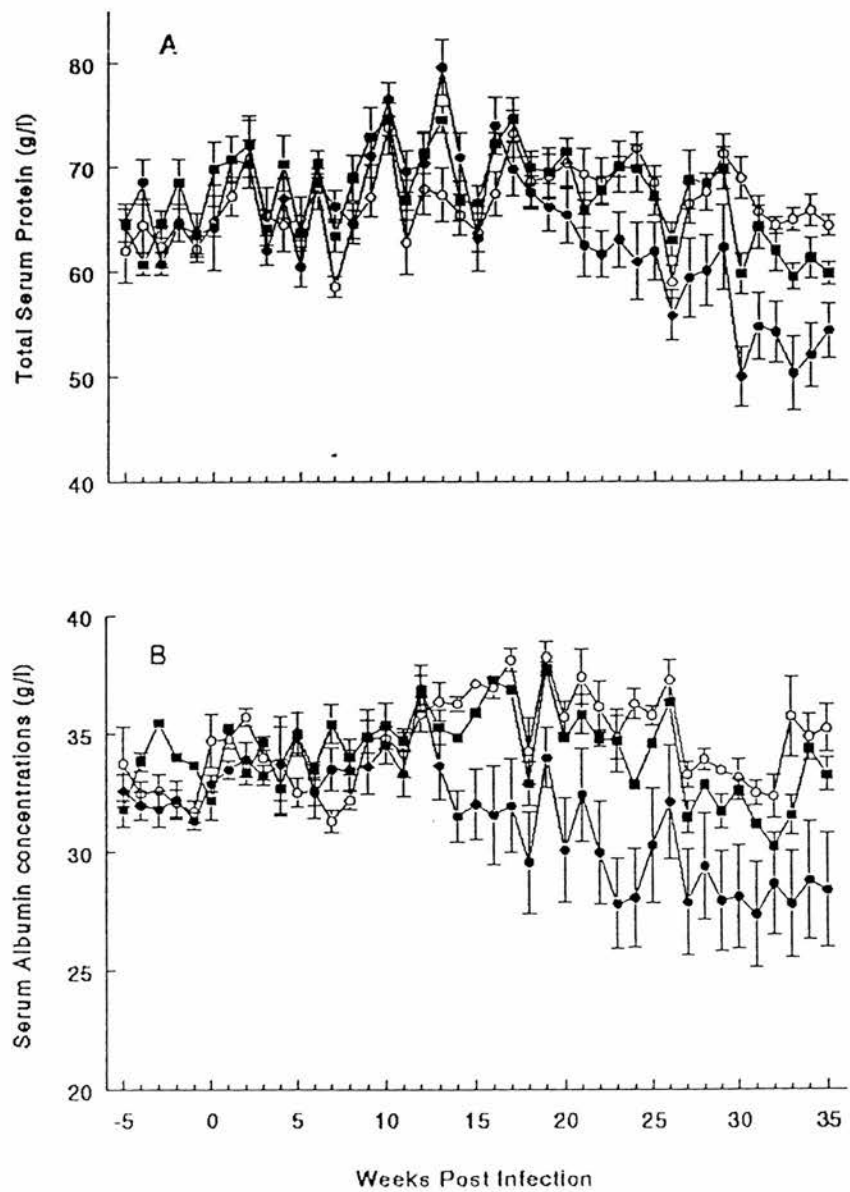 A
Total Serum Protein (g/l)
80
70
60
50
40
B
Serum Albumin concentrations (g/l)
40
35
30
25
20
-5 0 5 10 15 20 25 30 35
Weeks Post Infection